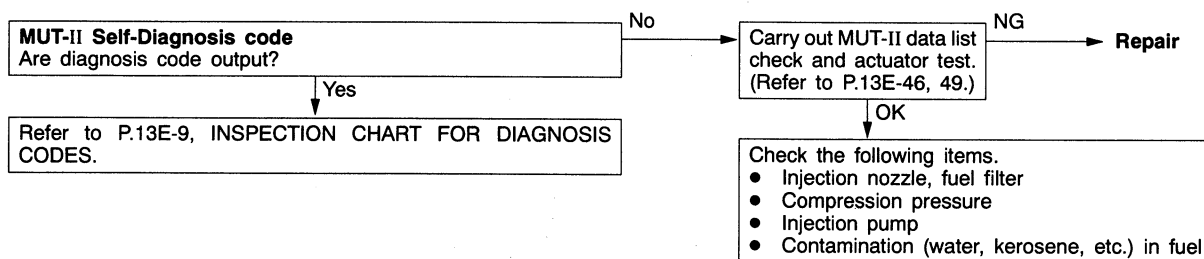 No
MUT-II Self-Diagnosis code
Are diagnosis code output?
Yes
Refer to P.13E-9, INSPECTION CHART FOR DIAGNOSIS
CODES.
Carry out MUT-II data list
check and actuator test.
(Refer to P.13E-46, 49.)
NG
Repair
OK
Check the following items.
● Injection nozzle, fuel filter
● Compression pressure
● Injection pump
● Contamination (water, kerosene, etc.) in fuel